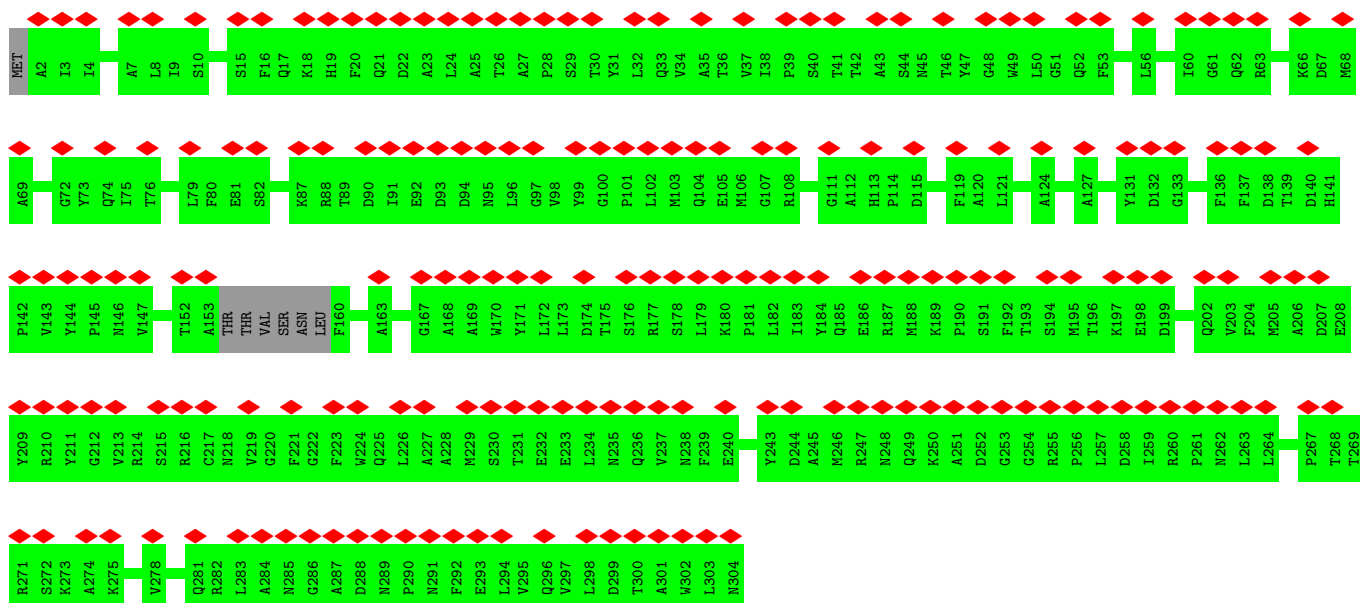 MET A2 I3 I4 A7 L8 I9 S10 S15 F16 Q17 K18 H19 F20 Q21 D22 A23 L24 A25 T26 A27 P28 S29 T30 Y31 L32 Q33 V34 A35 T36 V37 I38 P39 S40 T41 T42 A43 S44 N45 T46 Y47 G48 W49 L50 G51 Q52 F53 L56 I60 G61 Q62 R63 K66 D67 M68
A69 G72 Y73 Q74 I75 T76 L79 F80 E81 S82 K87 R88 T89 D90 I91 E92 D93 D94 N95 L96 G97 V98 Y99 G100 P101 L102 M103 Q104 E105 M106 G107 R108 G111 A112 H113 P114 D115 F119 A120 L121 A124 A127 Y131 D132 G133 F136 F137 D138 T139 D140 H141
P142 V143 Y144 P145 N146 V147 T152 A153 THR THR VAL SER ASN LEU F160 A163 G167 A168 A169 W170 Y171 L172 L173 D174 T175 S176 R177 S178 L179 K180 P181 L182 I183 Y184 Q185 E186 R187 M188 K189 P190 S191 F192 T193 S194 M195 T196 K197 E198 D199 Q202 V203 F204 M205 A206 D207 E208
Y209 R210 Y211 G212 V213 R214 S215 R216 C217 N218 V219 G220 F221 G222 F223 W224 Q225 L226 A227 A228 M229 S230 T231 E232 E233 L234 N235 Q236 V237 N238 F239 E240 Y243 D244 A245 M246 R247 N248 Q249 K250 A251 D252 G253 G254 R255 P256 L257 D258 I259 R260 P261 N262 L263 L264 P267 T268 T269
R271 S272 K273 A274 K275 V278 Q281 R282 L283 A284 N285 G286 A287 D288 N289 P290 N291 F292 E293 L294 V295 Q296 V297 L298 D299 T300 A301 W302 L303 N304